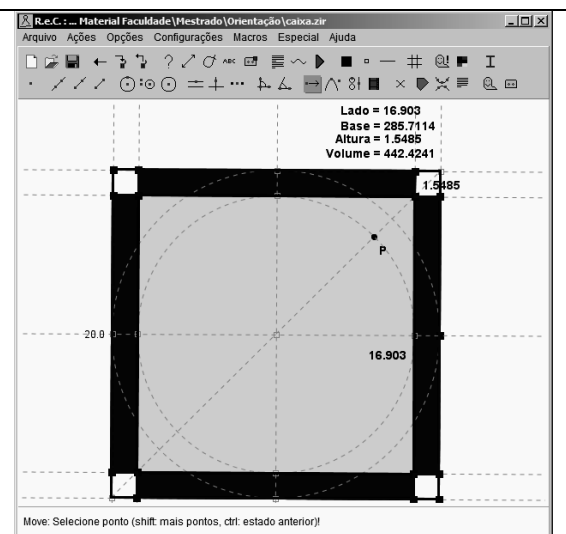 R.e.C. : ... Material Faculdade\Mestrado\Orientação\caixa.zir
Arquivo Ações Opções Configurações Macros Especial Ajuda
ABC
Lado = 16.903
Base = 285.7114
Altura = 1.5485
Volume = 442.4241
1.5485
P
20.0
16.903
Move: Selecione ponto (shift: mais pontos, ctrl: estado anterior)!